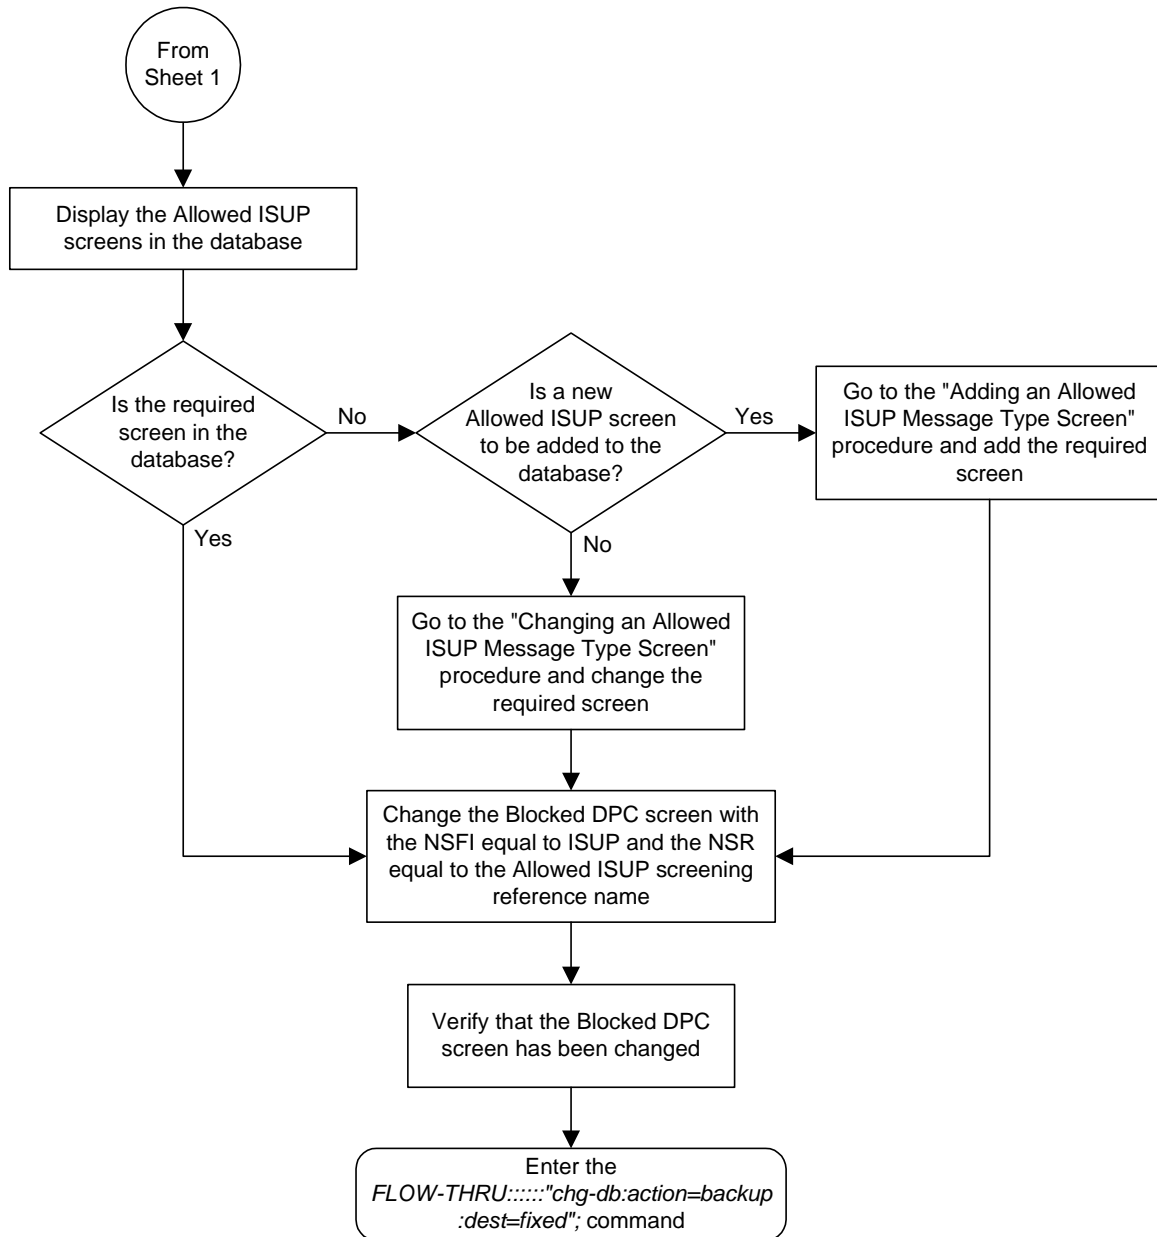 From
Sheet 1
Display the Allowed ISUP
screens in the database
Is the required
screen in the
database?
No
Yes
Is a new
Allowed ISUP screen
to be added to the
database?
Yes
No
Go to the "Adding an Allowed
ISUP Message Type Screen"
procedure and add the required
screen
Go to the "Changing an Allowed
ISUP Message Type Screen"
procedure and change the
required screen
Change the Blocked DPC screen with
the NSFI equal to ISUP and the NSR
equal to the Allowed ISUP screening
reference name
Verify that the Blocked DPC
screen has been changed
Enter the
FLOW-THRU::::::"chg-db:action=backup
:dest=fixed"; command